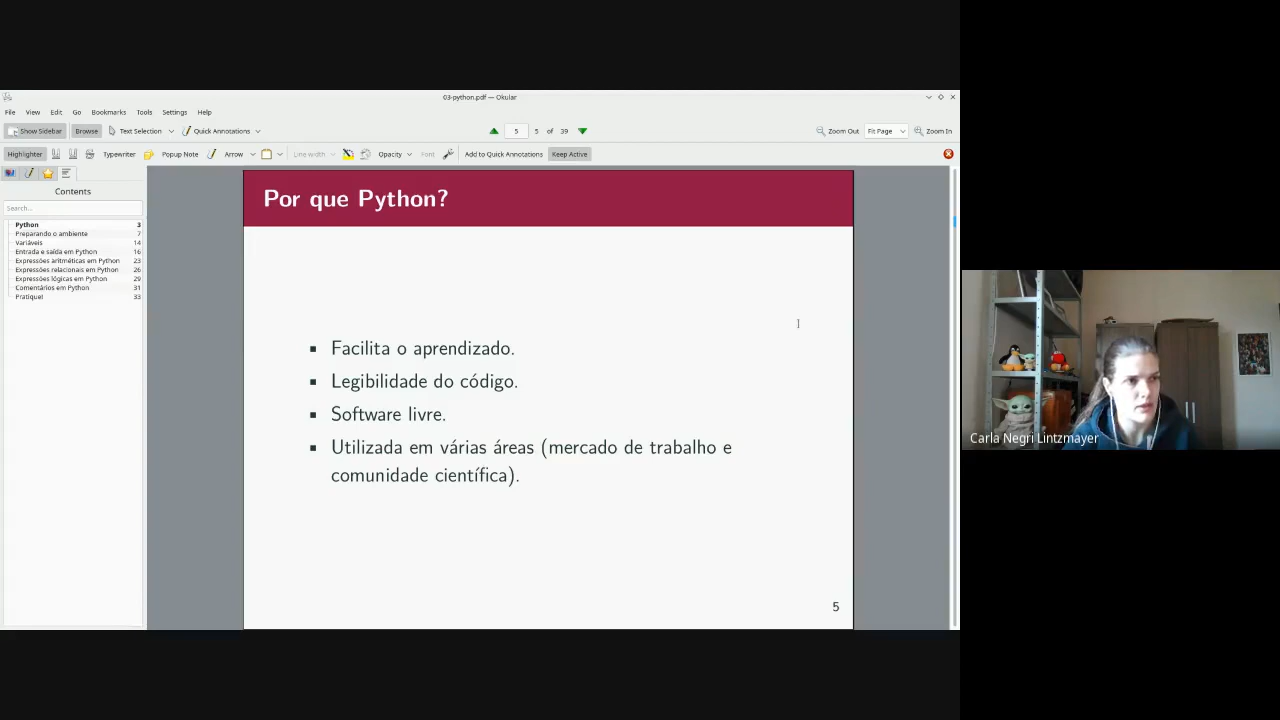 03-python.pdf — Okular
File View Edit Go Bookmarks Tools Settings Help
Show Sidebar Browse Text Selection Quick Annotations 5 5 of 39 Zoom Out Fit Page Zoom In
Highlighter Typewriter Popup Note Arrow Line width Opacity Font Add to Quick Annotations Keep Active
Contents
Search...
Python 3
Preparando o ambiente 7
Variáveis 14
Entrada e saída em Python 16
Expressões aritméticas em Python 23
Expressões relacionais em Python 26
Expressões lógicas em Python 29
Comentários em Python 31
Pratique! 33
Por que Python?
Facilita o aprendizado.
Legibilidade do código.
Software livre.
Utilizada em várias áreas (mercado de trabalho e
comunidade científica).
5
Carla Negri Lintzmayer